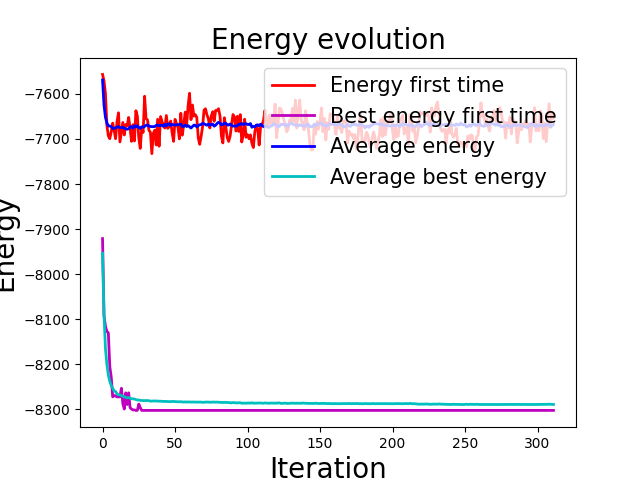 Energy evolution
Energy
−7600
−7700
−7800
−7900
−8000
−8100
−8200
−8300
Energy first time
Best energy first time
Average energy
Average best energy
0
50
100
150
200
250
300
Iteration